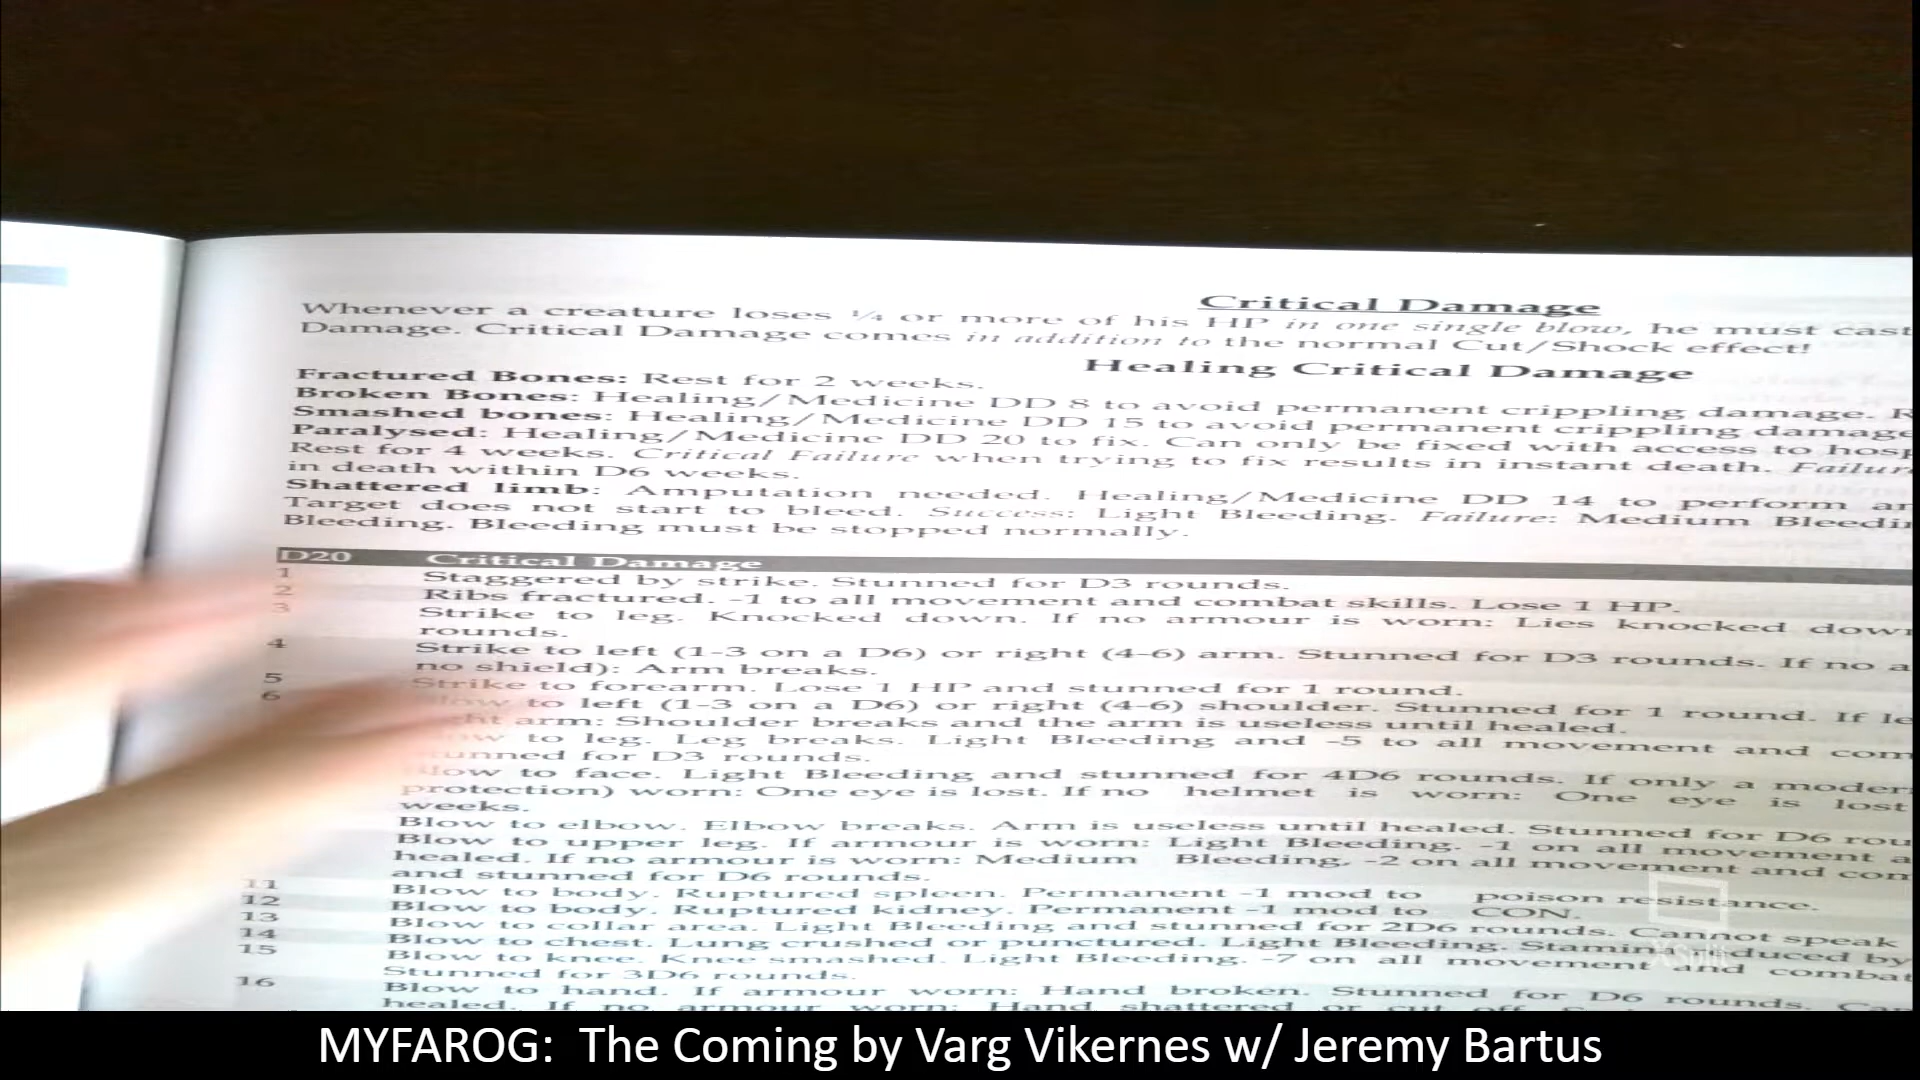 Critical Damage
Whenever a creature loses ¼ or more of his HP in one single blow, he must cast
Damage. Critical Damage comes in addition to the normal Cut/Shock effect!
Healing Critical Damage
Fractured Bones: Rest for 2 weeks.
Broken Bones: Healing/Medicine DD 8 to avoid permanent crippling damage. R
Smashed bones: Healing/Medicine DD 15 to avoid permanent crippling damage
Paralysed: Healing/Medicine DD 20 to fix. Can only be fixed with access to hosp
Rest for 4 weeks. Critical Failure when trying to fix results in instant death. Failur
in death within D6 weeks.
Shattered limb: Amputation needed. Healing/Medicine DD 14 to perform an
Target does not start to bleed. Success: Light Bleeding. Failure: Medium Bleedi
Bleeding. Bleeding must be stopped normally.
D20 Critical Damage
1 Staggered by strike. Stunned for D3 rounds.
2 Ribs fractured. -1 to all movement and combat skills. Lose 1 HP.
3 Strike to leg. Knocked down. If no armour is worn: Lies knocked down
rounds.
4 Strike to left (1-3 on a D6) or right (4-6) arm. Stunned for D3 rounds. If no a
no shield): Arm breaks.
5 Strike to forearm. Lose 1 HP and stunned for 1 round.
6 Blow to left (1-3 on a D6) or right (4-6) shoulder. Stunned for 1 round. If le
ght arm: Shoulder breaks and the arm is useless until healed.
ow to leg. Leg breaks. Light Bleeding and -5 to all movement and com
unned for D3 rounds.
low to face. Light Bleeding and stunned for 4D6 rounds. If only a moder
protection) worn: One eye is lost. If no helmet is worn: One eye is lost
weeks.
Blow to elbow. Elbow breaks. Arm is useless until healed. Stunned for D6 rou
Blow to upper leg. If armour is worn: Light Bleeding. -1 on all movement a
healed. If no armour is worn: Medium Bleeding, -2 on all movement and com
and stunned for D6 rounds.
11 Blow to body. Ruptured spleen. Permanent -1 mod to poison resistance.
12 Blow to body. Ruptured kidney. Permanent -1 mod to CON.
13 Blow to collar area. Light Bleeding and stunned for 2D6 rounds. Cannot speak
14 Blow to chest. Lung crushed or punctured. Light Bleeding. Stamin duced by
15 Blow to knee. Knee smashed. Light Bleeding. -7 on all movement and combat
Stunned for 3D6 rounds.
16 Blow to hand. If armour worn: Hand broken. Stunned for D6 rounds. Can
healed. If no armour worn: Hand shattered or cut off.
XSplit
MYFAROG: The Coming by Varg Vikernes w/ Jeremy Bartus